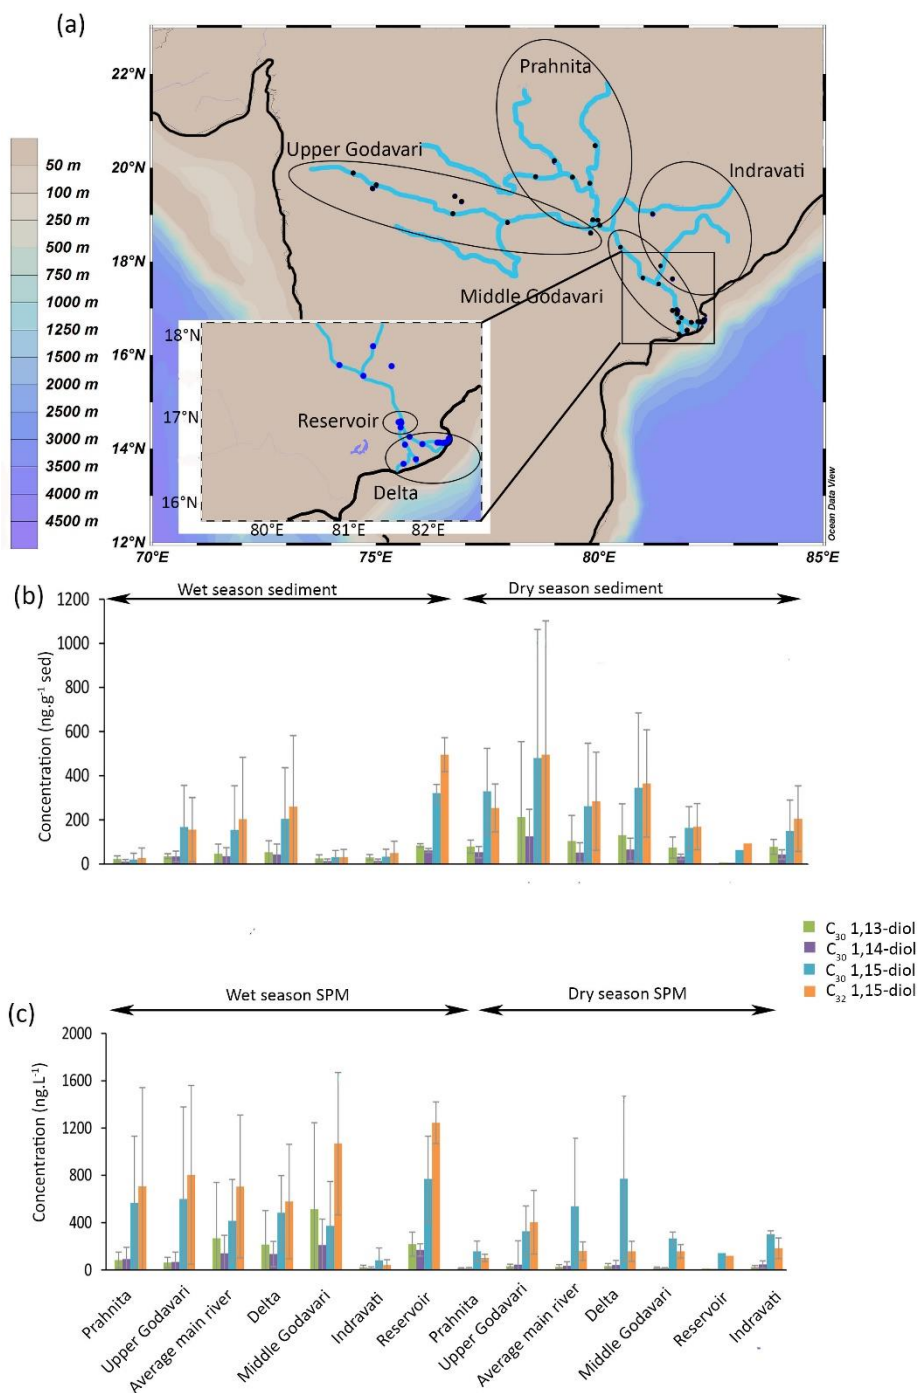 (a)
22°N
20°N
18°N
16°N
14°N
12°N
70°E
75°E
80°E
85°E
50 m
100 m
250 m
500 m
750 m
1000 m
1250 m
1500 m
2000 m
2500 m
3000 m
3500 m
4000 m
4500 m
Prahnita
Upper Godavari
Indravati
Middle Godavari
18°N
17°N
16°N
Reservoir
Delta
80°E
81°E
82°E
Ocean Data View
(b)
Wet season sediment
Dry season sediment
1200
1000
800
600
400
200
0
Concentration (ng.g⁻¹ sed)
C₃₀ 1,13-diol
C₃₀ 1,14-diol
C₃₀ 1,15-diol
C₃₂ 1,15-diol
(c)
Wet season SPM
Dry season SPM
2000
1600
1200
800
400
0
Concentration (ng.L⁻¹)
Prahnita
Upper Godavari
Average main river
Delta
Middle Godavari
Indravati
Reservoir
Prahnita
Upper Godavari
Average main river
Delta
Middle Godavari
Reservoir
Indravati